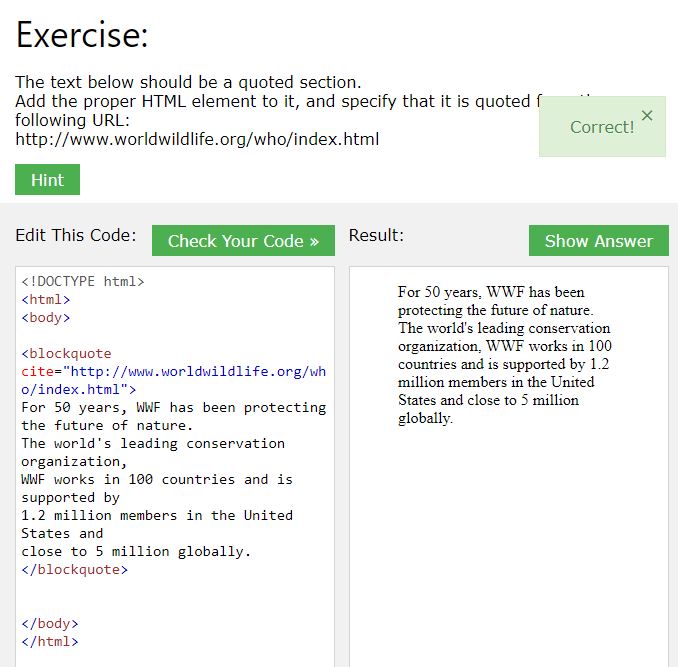 Exercise:
The text below should be a quoted section.
Add the proper HTML element to it, and specify that it is quoted
following URL:
http://www.worldwildlife.org/who/index.html
Correct! ×
Hint
Edit This Code:
Check Your Code »
Result:
Show Answer
<!DOCTYPE html>
<html>
<body>
<blockquote
cite="http://www.worldwildlife.org/wh
o/index.html">
For 50 years, WWF has been protecting
the future of nature.
The world's leading conservation
organization,
WWF works in 100 countries and is
supported by
1.2 million members in the United
States and
close to 5 million globally.
</blockquote>
</body>
</html>
For 50 years, WWF has been
protecting the future of nature.
The world's leading conservation
organization, WWF works in 100
countries and is supported by 1.2
million members in the United
States and close to 5 million
globally.